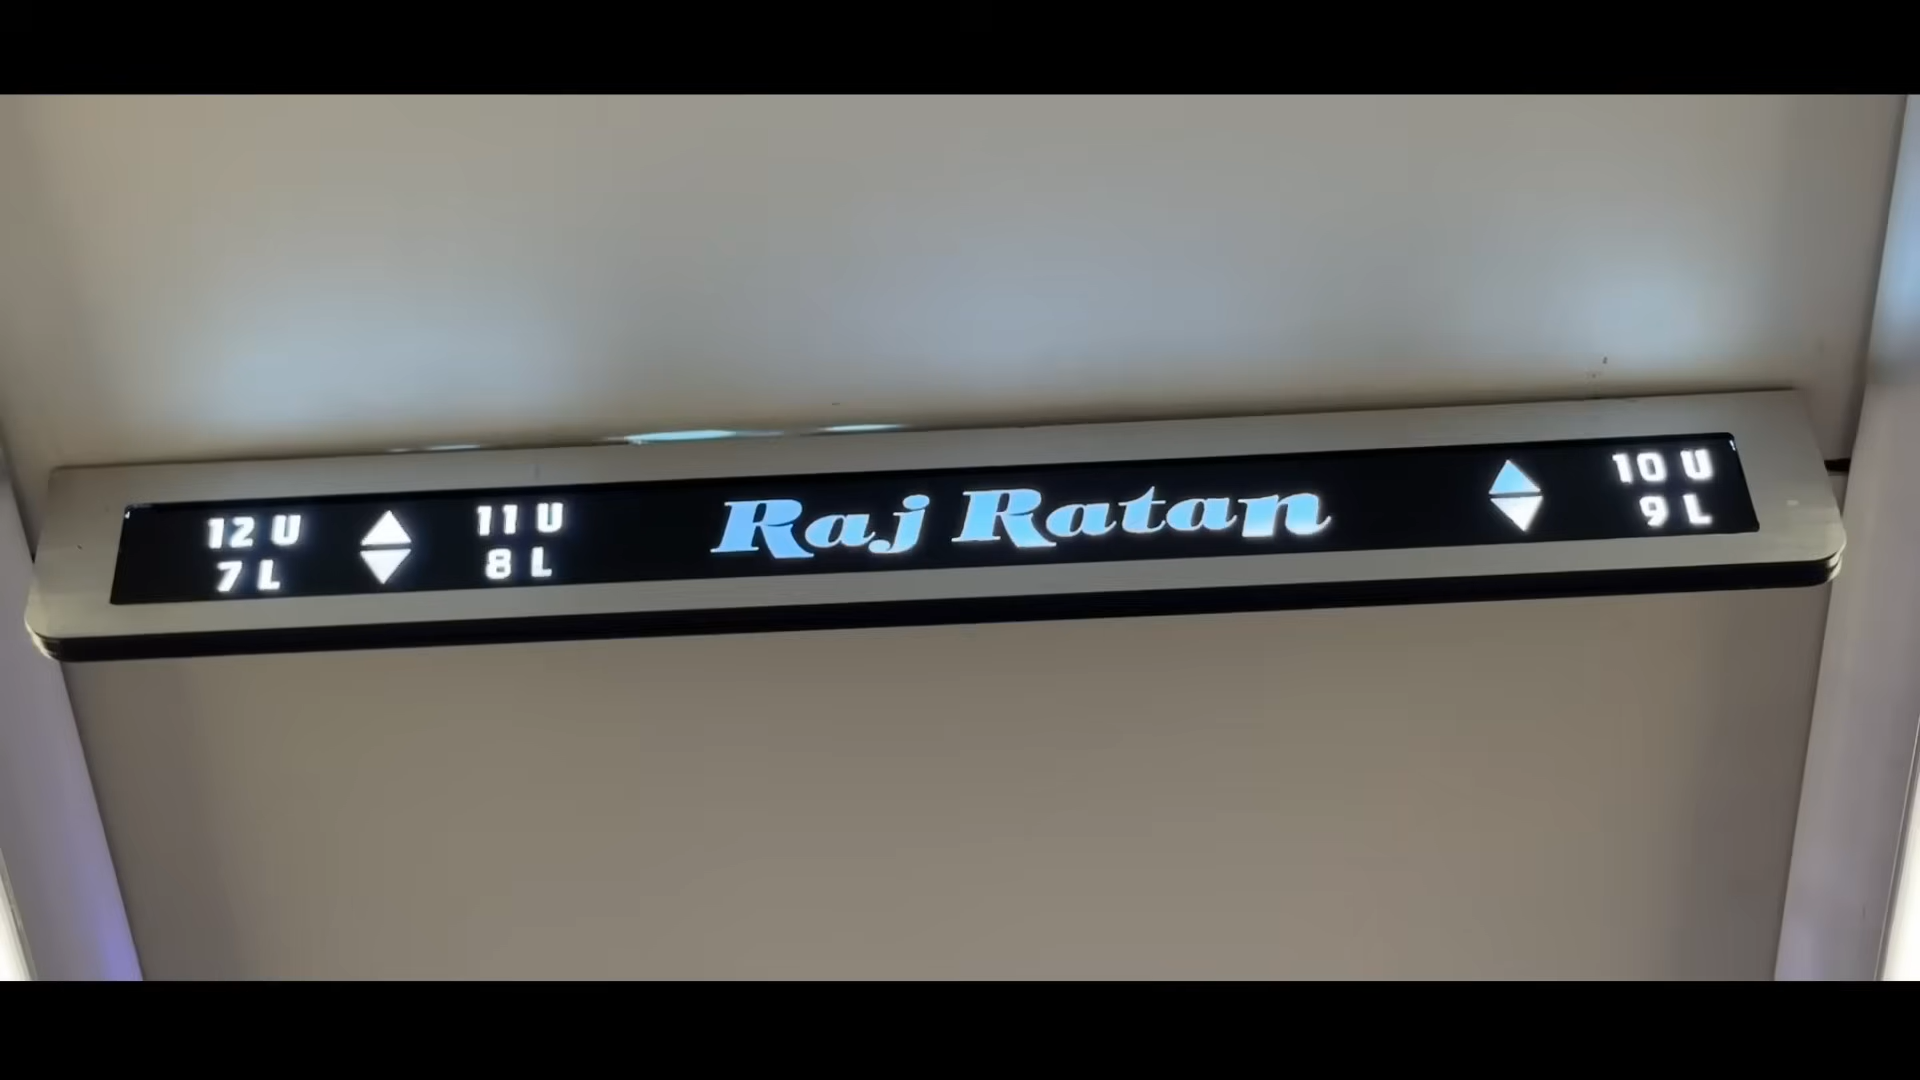 12 U ▲ 11 U Raj Ratan ▲ 10 U
7 L ▼ 8 L ▼ 9 L